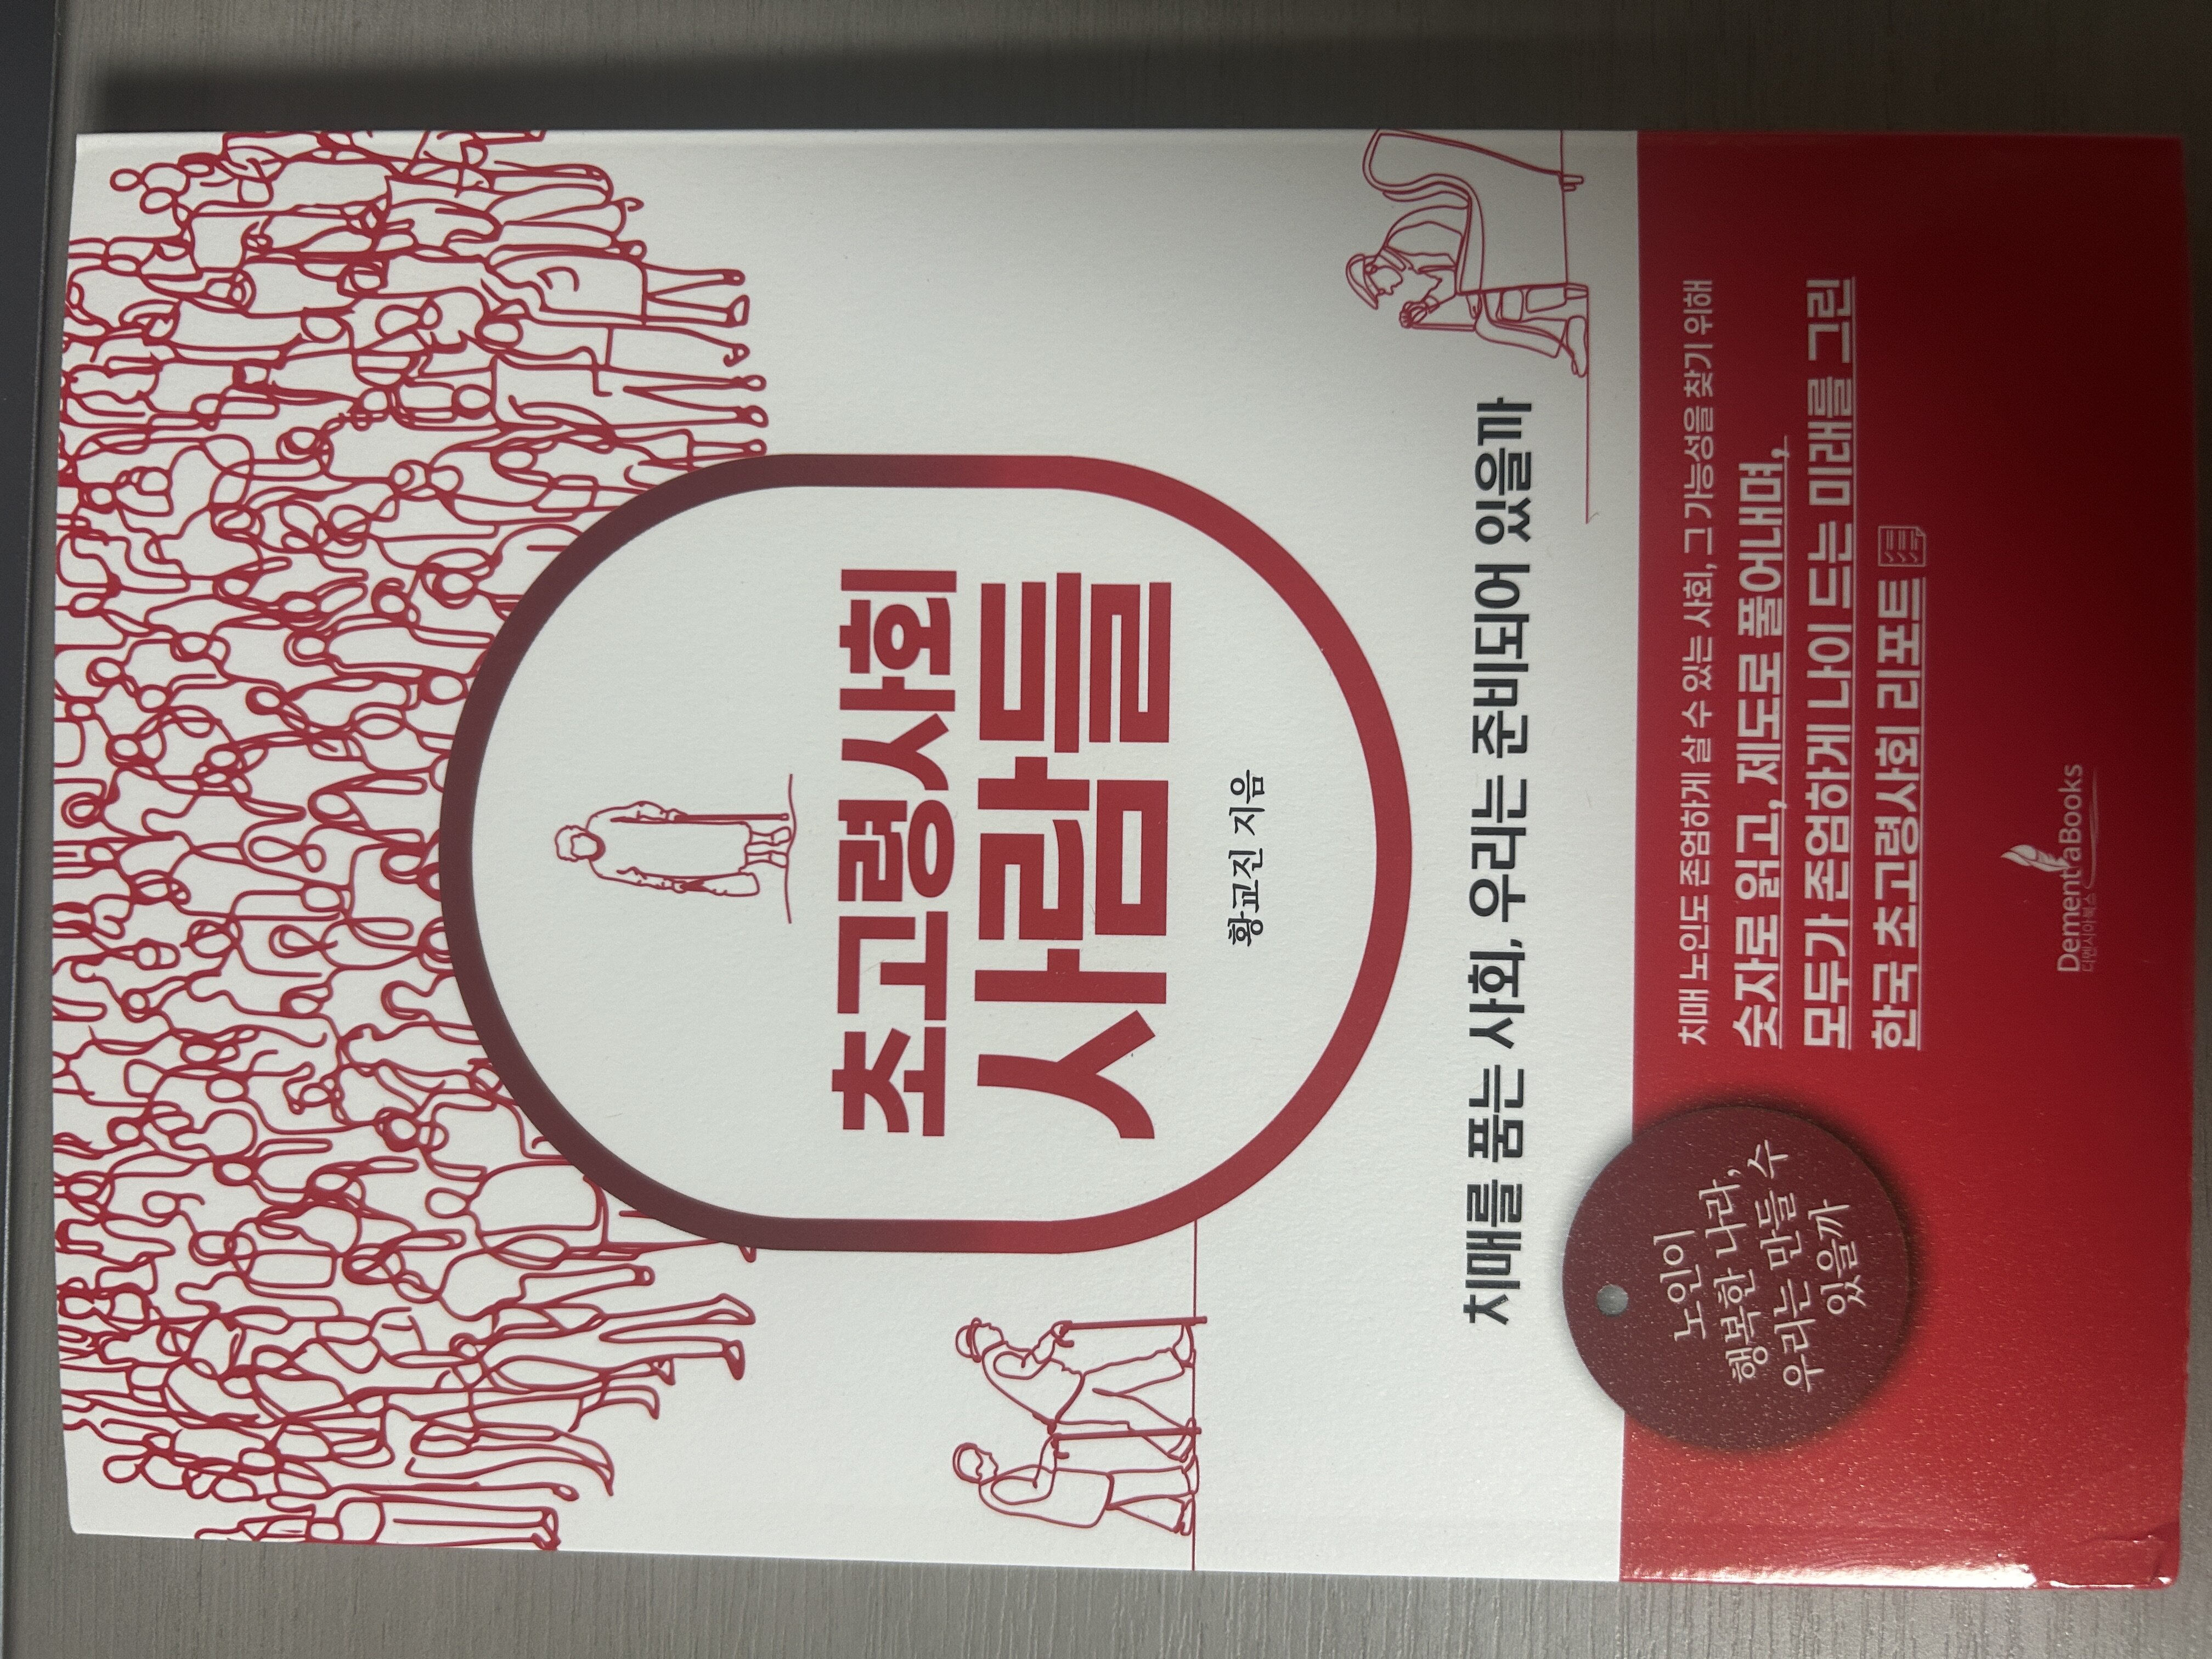 초고령사회
사람들
황교진 지음
치매를 품는 사회, 우리는 준비되어 있을까
노인이
행복한 나라,
우리는 만들 수
있을까
치매 노인도 존엄하게 살 수 있는 사회, 그 가능성을 찾기 위해
숫자로 읽고, 제도로 풀어내며,
모두가 존엄하게 나이 드는 미래를 그린
한국 초고령사회 리포트
DementiaBooks
디멘시아북스